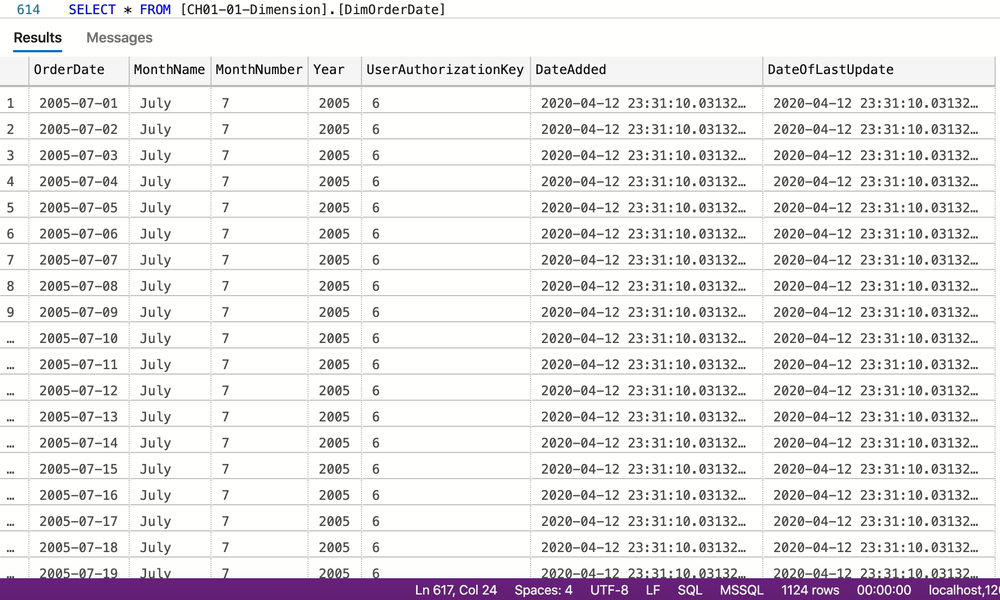 614 SELECT * FROM [CH01-01-Dimension].[DimOrderDate]
Results Messages
OrderDate MonthName MonthNumber Year UserAuthorizationKey DateAdded DateOfLastUpdate
1 2005-07-01 July 7 2005 6 2020-04-12 23:31:10.03132… 2020-04-12 23:31:10.03132…
2 2005-07-02 July 7 2005 6 2020-04-12 23:31:10.03132… 2020-04-12 23:31:10.03132…
3 2005-07-03 July 7 2005 6 2020-04-12 23:31:10.03132… 2020-04-12 23:31:10.03132…
4 2005-07-04 July 7 2005 6 2020-04-12 23:31:10.03132… 2020-04-12 23:31:10.03132…
5 2005-07-05 July 7 2005 6 2020-04-12 23:31:10.03132… 2020-04-12 23:31:10.03132…
6 2005-07-06 July 7 2005 6 2020-04-12 23:31:10.03132… 2020-04-12 23:31:10.03132…
7 2005-07-07 July 7 2005 6 2020-04-12 23:31:10.03132… 2020-04-12 23:31:10.03132…
8 2005-07-08 July 7 2005 6 2020-04-12 23:31:10.03132… 2020-04-12 23:31:10.03132…
9 2005-07-09 July 7 2005 6 2020-04-12 23:31:10.03132… 2020-04-12 23:31:10.03132…
… 2005-07-10 July 7 2005 6 2020-04-12 23:31:10.03132… 2020-04-12 23:31:10.03132…
… 2005-07-11 July 7 2005 6 2020-04-12 23:31:10.03132… 2020-04-12 23:31:10.03132…
… 2005-07-12 July 7 2005 6 2020-04-12 23:31:10.03132… 2020-04-12 23:31:10.03132…
… 2005-07-13 July 7 2005 6 2020-04-12 23:31:10.03132… 2020-04-12 23:31:10.03132…
… 2005-07-14 July 7 2005 6 2020-04-12 23:31:10.03132… 2020-04-12 23:31:10.03132…
… 2005-07-15 July 7 2005 6 2020-04-12 23:31:10.03132… 2020-04-12 23:31:10.03132…
… 2005-07-16 July 7 2005 6 2020-04-12 23:31:10.03132… 2020-04-12 23:31:10.03132…
… 2005-07-17 July 7 2005 6 2020-04-12 23:31:10.03132… 2020-04-12 23:31:10.03132…
… 2005-07-18 July 7 2005 6 2020-04-12 23:31:10.03132… 2020-04-12 23:31:10.03132…
… 2005-07-19 July 7 2005 6 2020-04-12 23:31:10.03132… 2020-04-12 23:31:10.03132…
Ln 617, Col 24 Spaces: 4 UTF-8 LF SQL MSSQL 1124 rows 00:00:00 localhost,12